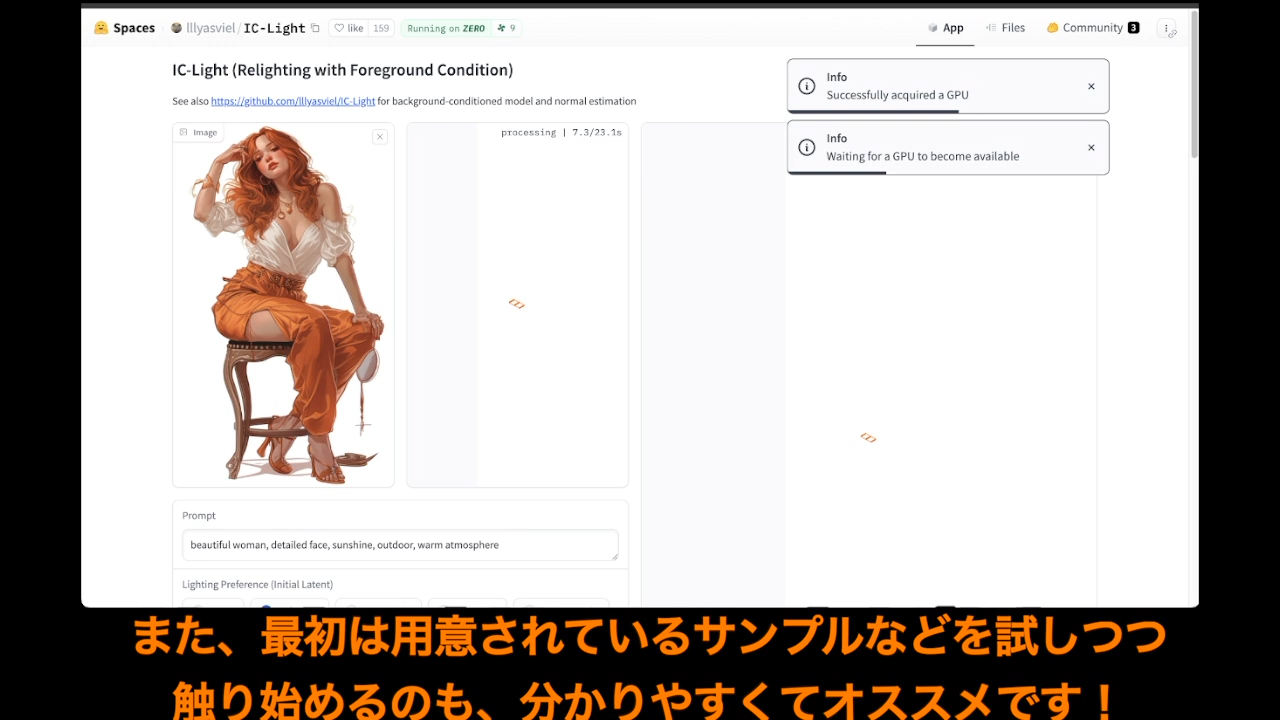 Spaces lllyasviel/IC-Light like 159 Running on ZERO 9 App Files Community 3
IC-Light (Relighting with Foreground Condition)
See also https://github.com/lllyasviel/IC-Light for background-conditioned model and normal estimation
Info
Successfully acquired a GPU
Info
Waiting for a GPU to become available
Image
processing | 7.3/23.1s
Prompt
beautiful woman, detailed face, sunshine, outdoor, warm atmosphere
Lighting Preference (Initial Latent)
また、最初は用意されているサンプルなどを試しつつ
触り始めるのも、分かりやすくてオススメです！